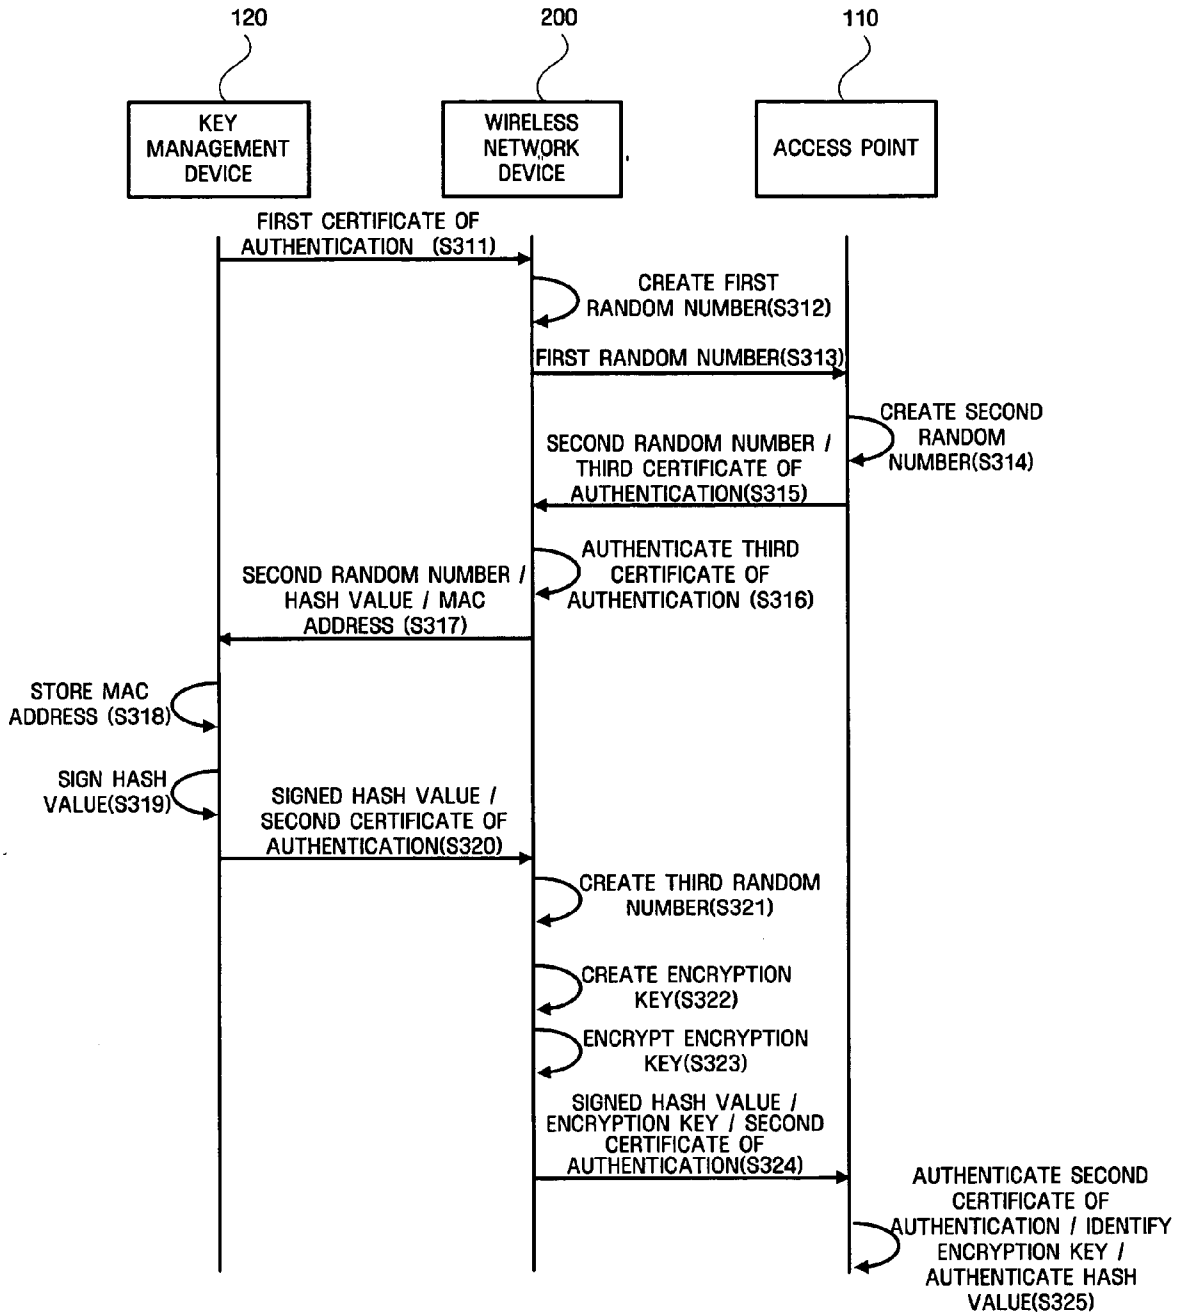 120
200
110
KEY
MANAGEMENT
DEVICE
WIRELESS
NETWORK
DEVICE
ACCESS POINT
FIRST CERTIFICATE OF
AUTHENTICATION (S311)
CREATE FIRST
RANDOM NUMBER(S312)
FIRST RANDOM NUMBER(S313)
CREATE SECOND
RANDOM
NUMBER(S314)
SECOND RANDOM NUMBER /
THIRD CERTIFICATE OF
AUTHENTICATION(S315)
AUTHENTICATE THIRD
CERTIFICATE OF
AUTHENTICATION (S316)
SECOND RANDOM NUMBER /
HASH VALUE / MAC
ADDRESS (S317)
STORE MAC
ADDRESS (S318)
SIGN HASH
VALUE(S319)
SIGNED HASH VALUE /
SECOND CERTIFICATE OF
AUTHENTICATION(S320)
CREATE THIRD RANDOM
NUMBER(S321)
CREATE ENCRYPTION
KEY(S322)
ENCRYPT ENCRYPTION
KEY(S323)
SIGNED HASH VALUE /
ENCRYPTION KEY / SECOND
CERTIFICATE OF
AUTHENTICATION(S324)
AUTHENTICATE SECOND
CERTIFICATE OF
AUTHENTICATION / IDENTIFY
ENCRYPTION KEY /
AUTHENTICATE HASH
VALUE(S325)